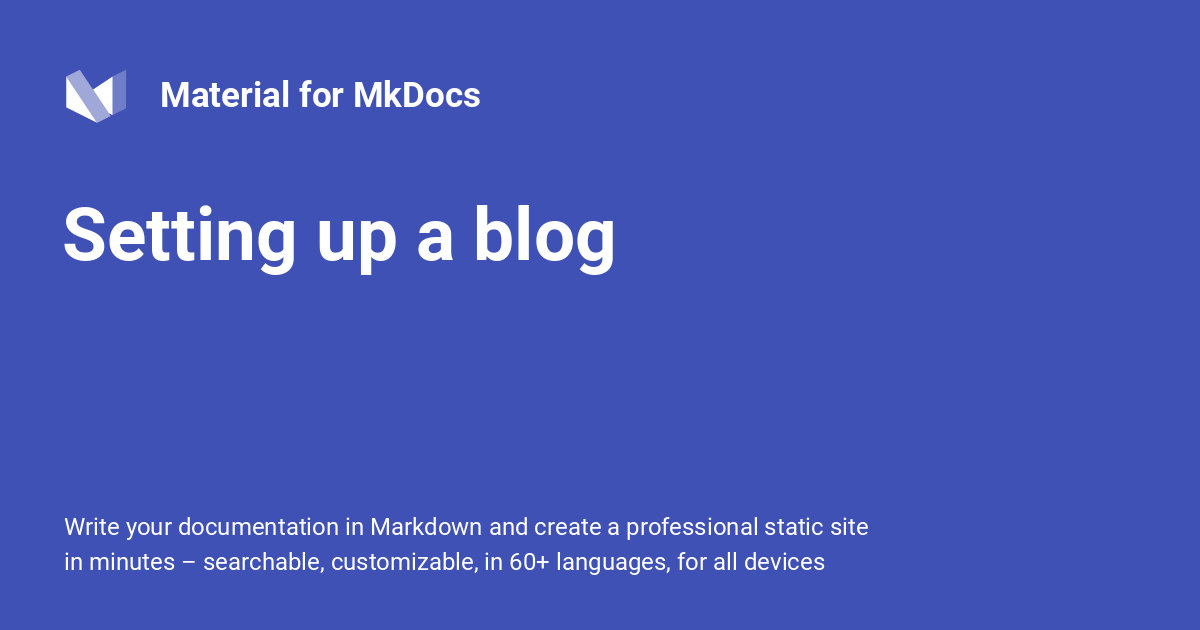 Material for MkDocs
Setting up a blog
Write your documentation in Markdown and create a professional static site
in minutes – searchable, customizable, in 60+ languages, for all devices